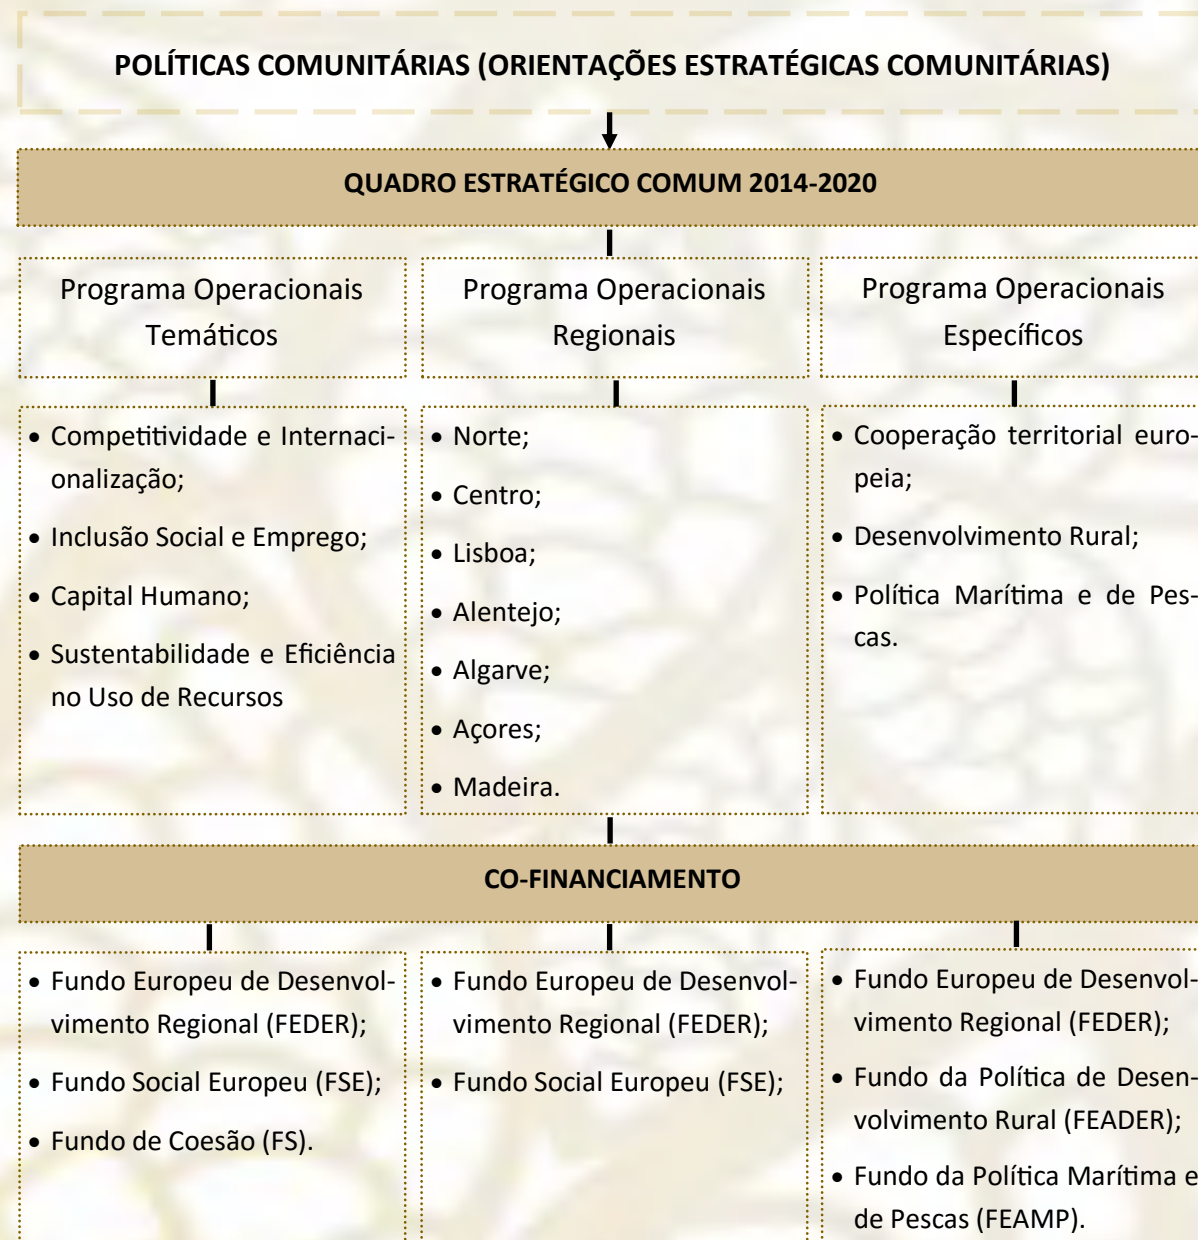 POLÍTICAS COMUNITÁRIAS (ORIENTAÇÕES ESTRATÉGICAS COMUNITÁRIAS)
QUADRO ESTRATÉGICO COMUM 2014-2020
Programa Operacionais
Temáticos
• Competitividade e Internaci-
onalização;
• Inclusão Social e Emprego;
• Capital Humano;
• Sustentabilidade e Eficiência
no Uso de Recursos
Programa Operacionais
Regionais
• Norte;
• Centro;
• Lisboa;
• Alentejo;
• Algarve;
• Açores;
• Madeira.
Programa Operacionais
Específicos
• Cooperação territorial euro-
peia;
• Desenvolvimento Rural;
• Política Marítima e de Pes-
cas.
CO-FINANCIAMENTO
• Fundo Europeu de Desenvol-
vimento Regional (FEDER);
• Fundo Social Europeu (FSE);
• Fundo de Coesão (FS).
• Fundo Europeu de Desenvol-
vimento Regional (FEDER);
• Fundo Social Europeu (FSE);
• Fundo Europeu de Desenvol-
vimento Regional (FEDER);
• Fundo da Política de Desen-
volvimento Rural (FEADER);
• Fundo da Política Marítima e
de Pescas (FEAMP).